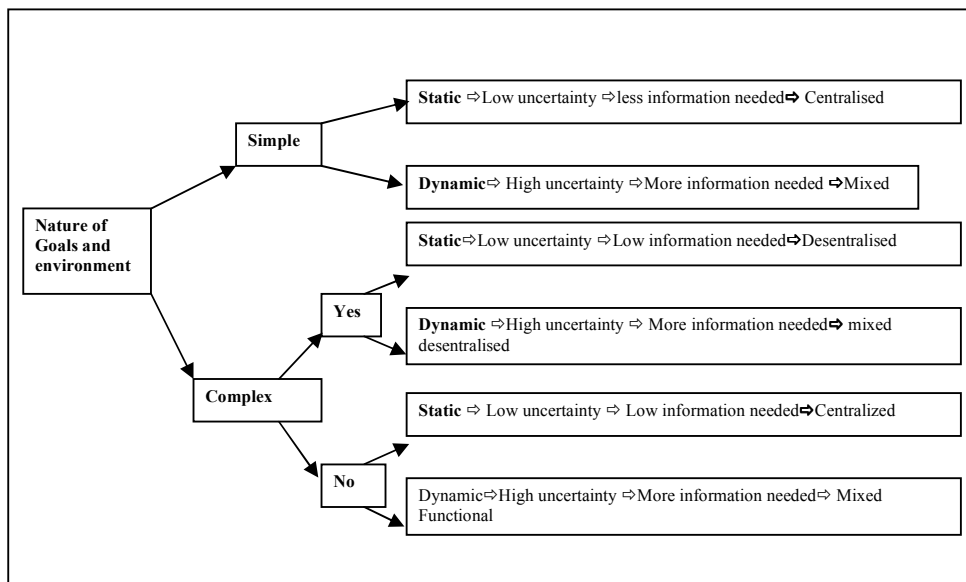 Static ⇨Low uncertainty ⇨less information needed➔ Centralised
Simple
Dynamic⇨ High uncertainty ⇨More information needed ➔Mixed
Nature of
Goals and
environment
Static⇨Low uncertainty ⇨Low information needed➔Desentralised
Yes
Dynamic ⇨High uncertainty ⇨ More information needed➔ mixed
desentralised
Complex
Static ⇨ Low uncertainty ⇨ Low information needed➔Centralized
No
Dynamic⇨High uncertainty ⇨More information needed⇨ Mixed
Functional